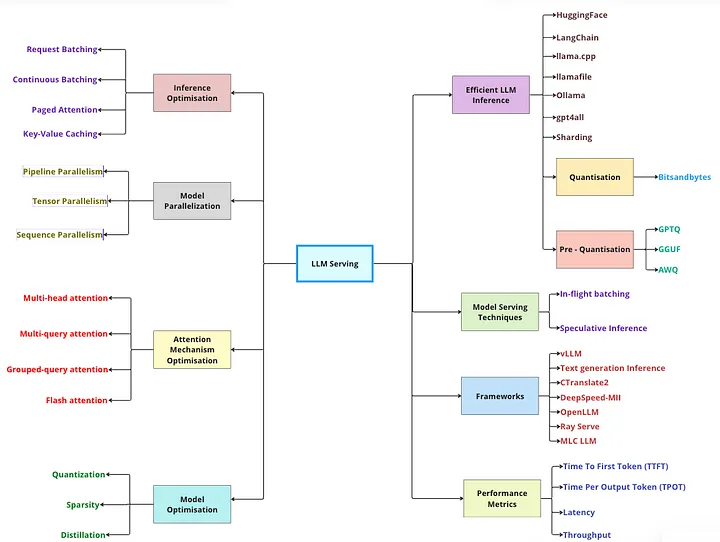 LLM Serving
Inference
Optimisation
Request Batching
Continuous Batching
Paged Attention
Key-Value Caching
Model
Parallelization
Pipeline Parallelism
Tensor Parallelism
Sequence Parallelism
Attention
Mechanism
Optimisation
Multi-head attention
Multi-query attention
Grouped-query attention
Flash attention
Model
Optimisation
Quantization
Sparsity
Distillation
Efficient LLM
Inference
HuggingFace
LangChain
llama.cpp
llamafile
Ollama
gpt4all
Sharding
Quantisation
Bitsandbytes
Pre - Quantisation
GPTQ
GGUF
AWQ
Model Serving
Techniques
In-flight batching
Speculative Inference
Frameworks
vLLM
Text generation Inference
CTranslate2
DeepSpeed-MII
OpenLLM
Ray Serve
MLC LLM
Performance
Metrics
Time To First Token (TTFT)
Time Per Output Token (TPOT)
Latency
Throughput